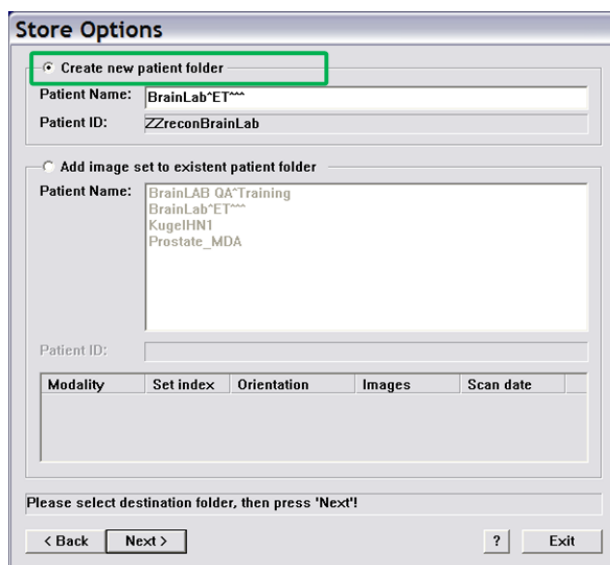 Store Options
Create new patient folder
Patient Name: BrainLab^ET^^^
Patient ID: ZZreconBrainLab
Add image set to existent patient folder
Patient Name: BrainLAB QA^Training
BrainLab^ET^^^
KugelHN1
Prostate_MDA
Patient ID:
Modality Set index Orientation Images Scan date
Please select destination folder, then press 'Next'!
< Back Next > ? Exit